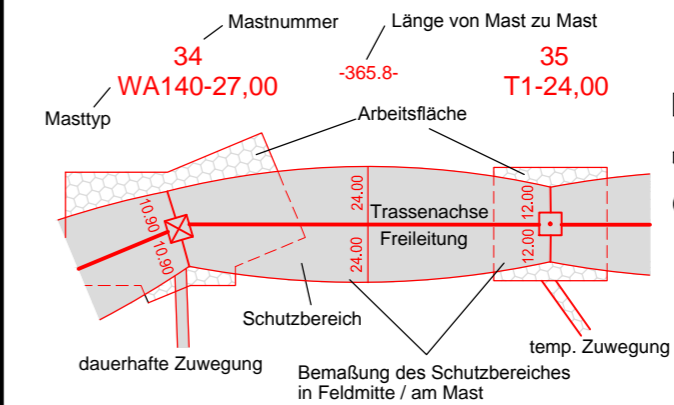 Mastnummer
Länge von Mast zu Mast
34
-365.8-
35
WA140-27,00
T1-24,00
Masttyp
Arbeitsfläche
10.90
10.90
24.00
24.00
Trassenachse
Freileitung
12.00
12.00
Schutzbereich
dauerhafte Zuwegung
temp. Zuwegung
Bemaßung des Schutzbereiches
in Feldmitte / am Mast